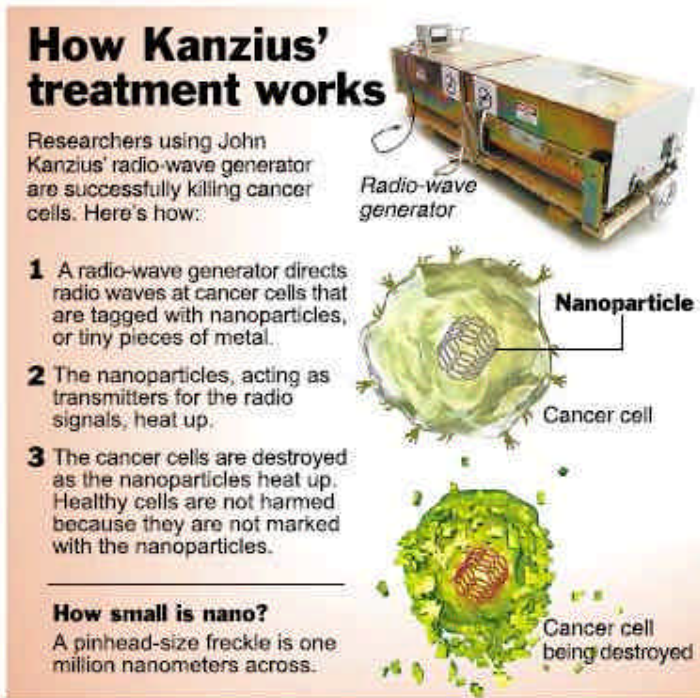 How Kanzius'
treatment works
Researchers using John
Kanzius' radio-wave generator
are successfully killing cancer
cells. Here's how:
Radio-wave
generator
1 A radio-wave generator directs
radio waves at cancer cells that
are tagged with nanoparticles,
or tiny pieces of metal.
Nanoparticle
2 The nanoparticles, acting as
transmitters for the radio
signals, heat up.
Cancer cell
3 The cancer cells are destroyed
as the nanoparticles heat up.
Healthy cells are not harmed
because they are not marked
with the nanoparticles.
How small is nano?
A pinhead-size freckle is one
million nanometers across.
Cancer cell
being destroyed